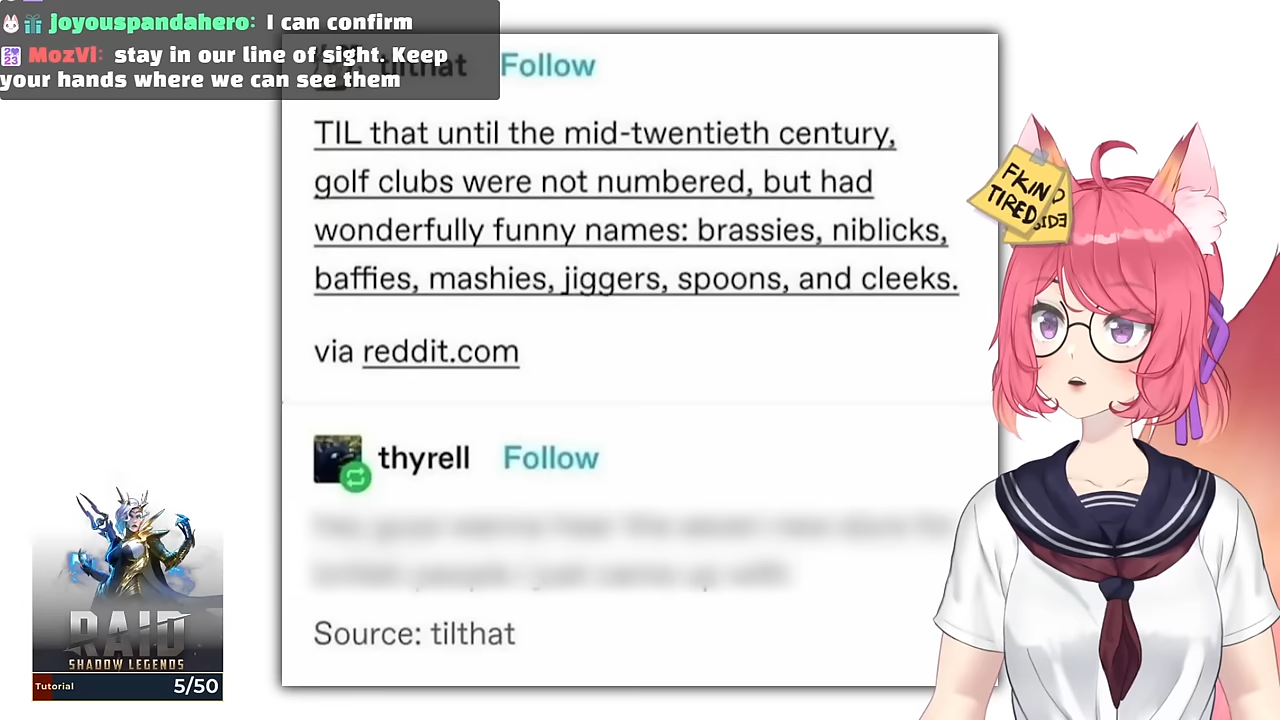 joyouspandahero: I can confirm
MozVI: stay in our line of sight. Keep
your hands where we can see them
tilthat Follow
TIL that until the mid-twentieth century,
golf clubs were not numbered, but had
wonderfully funny names: brassies, niblicks,
baffies, mashies, jiggers, spoons, and cleeks.
via reddit.com
thyrell Follow
Source: tilthat
FKIN
TIRED
RAID
SHADOW LEGENDS
Tutorial 5/50